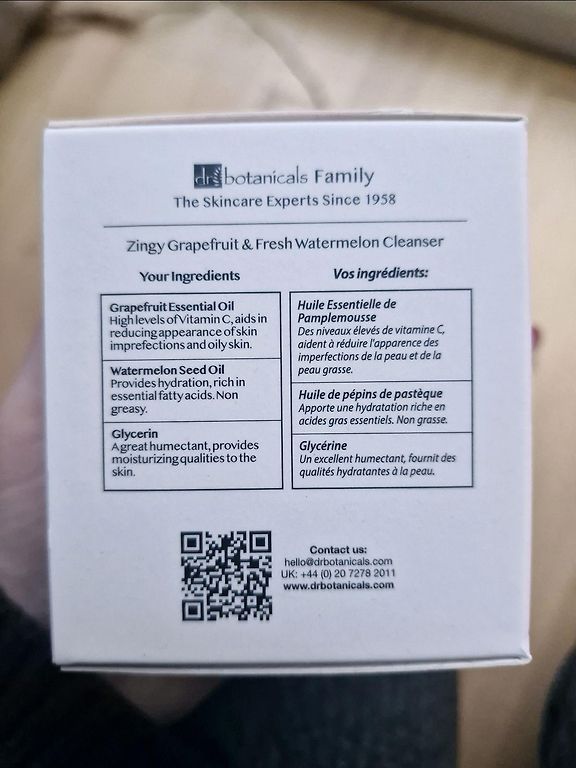 dr botanicals Family
The Skincare Experts Since 1958
Zingy Grapefruit & Fresh Watermelon Cleanser
Your Ingredients
Grapefruit Essential Oil
High levels of Vitamin C, aids in
reducing appearance of skin
imprefections and oily skin.
Watermelon Seed Oil
Provides hydration, rich in
essential fatty acids. Non
greasy.
Glycerin
A great humectant, provides
moisturizing qualities to the
skin.
Vos ingrédients:
Huile Essentielle de
Pamplemousse
Des niveaux élevés de vitamine C,
aident à réduire l'apparence des
imperfections de la peau et de la
peau grasse.
Huile de pépins de pastèque
Apporte une hydratation riche en
acides gras essentiels. Non grasse.
Glycérine
Un excellent humectant, fournit des
qualités hydratantes à la peau.
Contact us:
hello@drbotanicals.com
UK: +44 (0) 20 7278 2011
www.drbotanicals.com